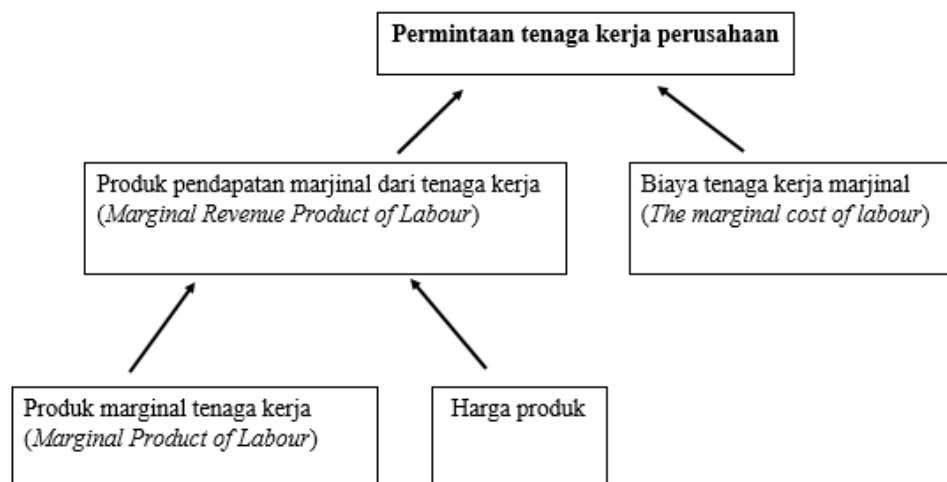 Permintaan tenaga kerja perusahaan
Produk pendapatan marjinal dari tenaga kerja
(Marginal Revenue Product of Labour)
Biaya tenaga kerja marjinal
(The marginal cost of labour)
Produk marginal tenaga kerja
(Marginal Product of Labour)
Harga produk